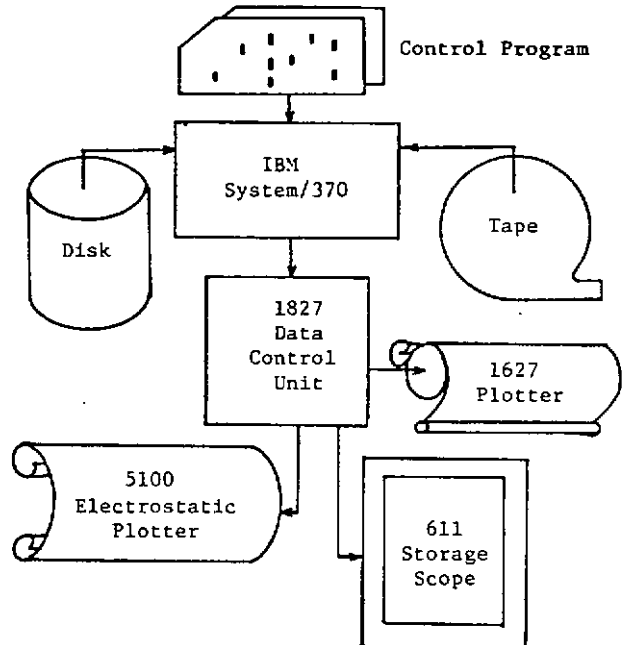 Control Program
IBM
System/370
Disk
Tape
1827
Data
Control
Unit
1627
Plotter
5100
Electrostatic
Plotter
611
Storage
Scope